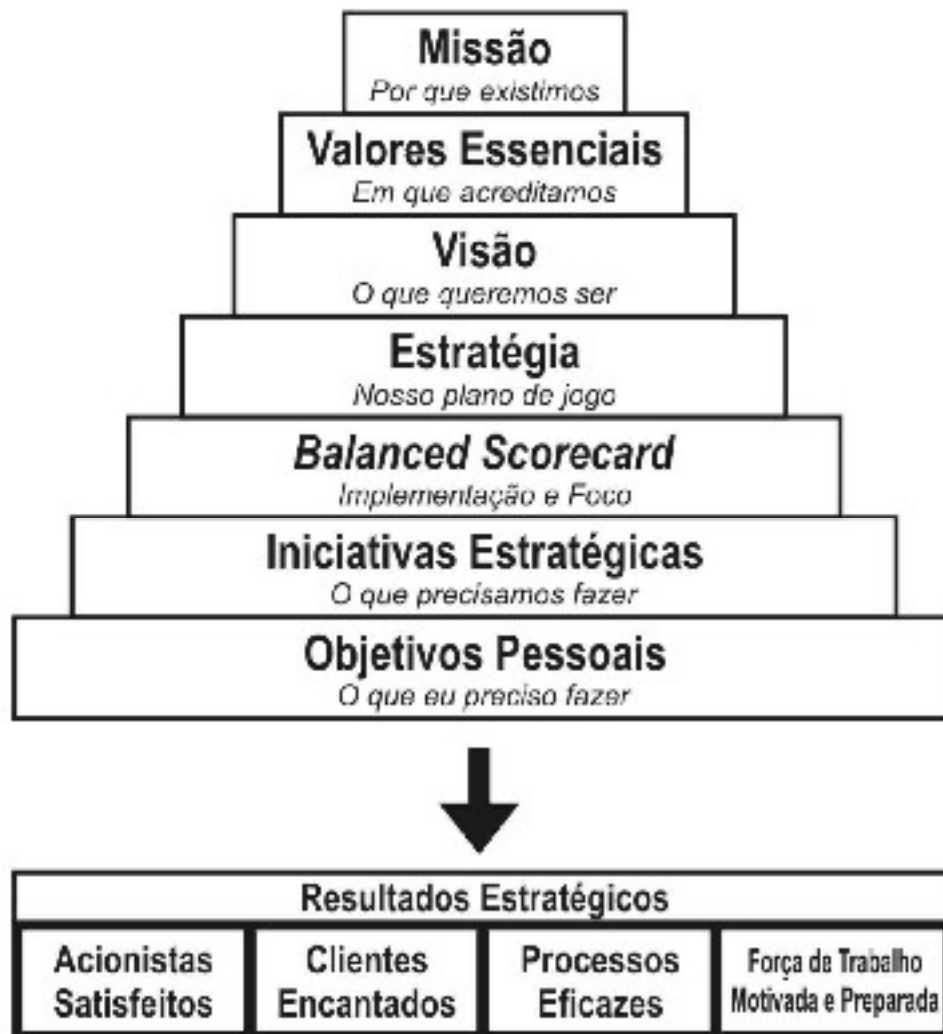 Missão
Por que existimos
Valores Essenciais
Em que acreditamos
Visão
O que queremos ser
Estratégia
Nosso plano de jogo
Balanced Scorecard
Implementação e Foco
Iniciativas Estratégicas
O que precisamos fazer
Objetivos Pessoais
O que eu preciso fazer
Resultados Estratégicos
Acionistas
Satisfeitos
Clientes
Encantados
Processos
Eficazes
Força de Trabalho
Motivada e Preparada